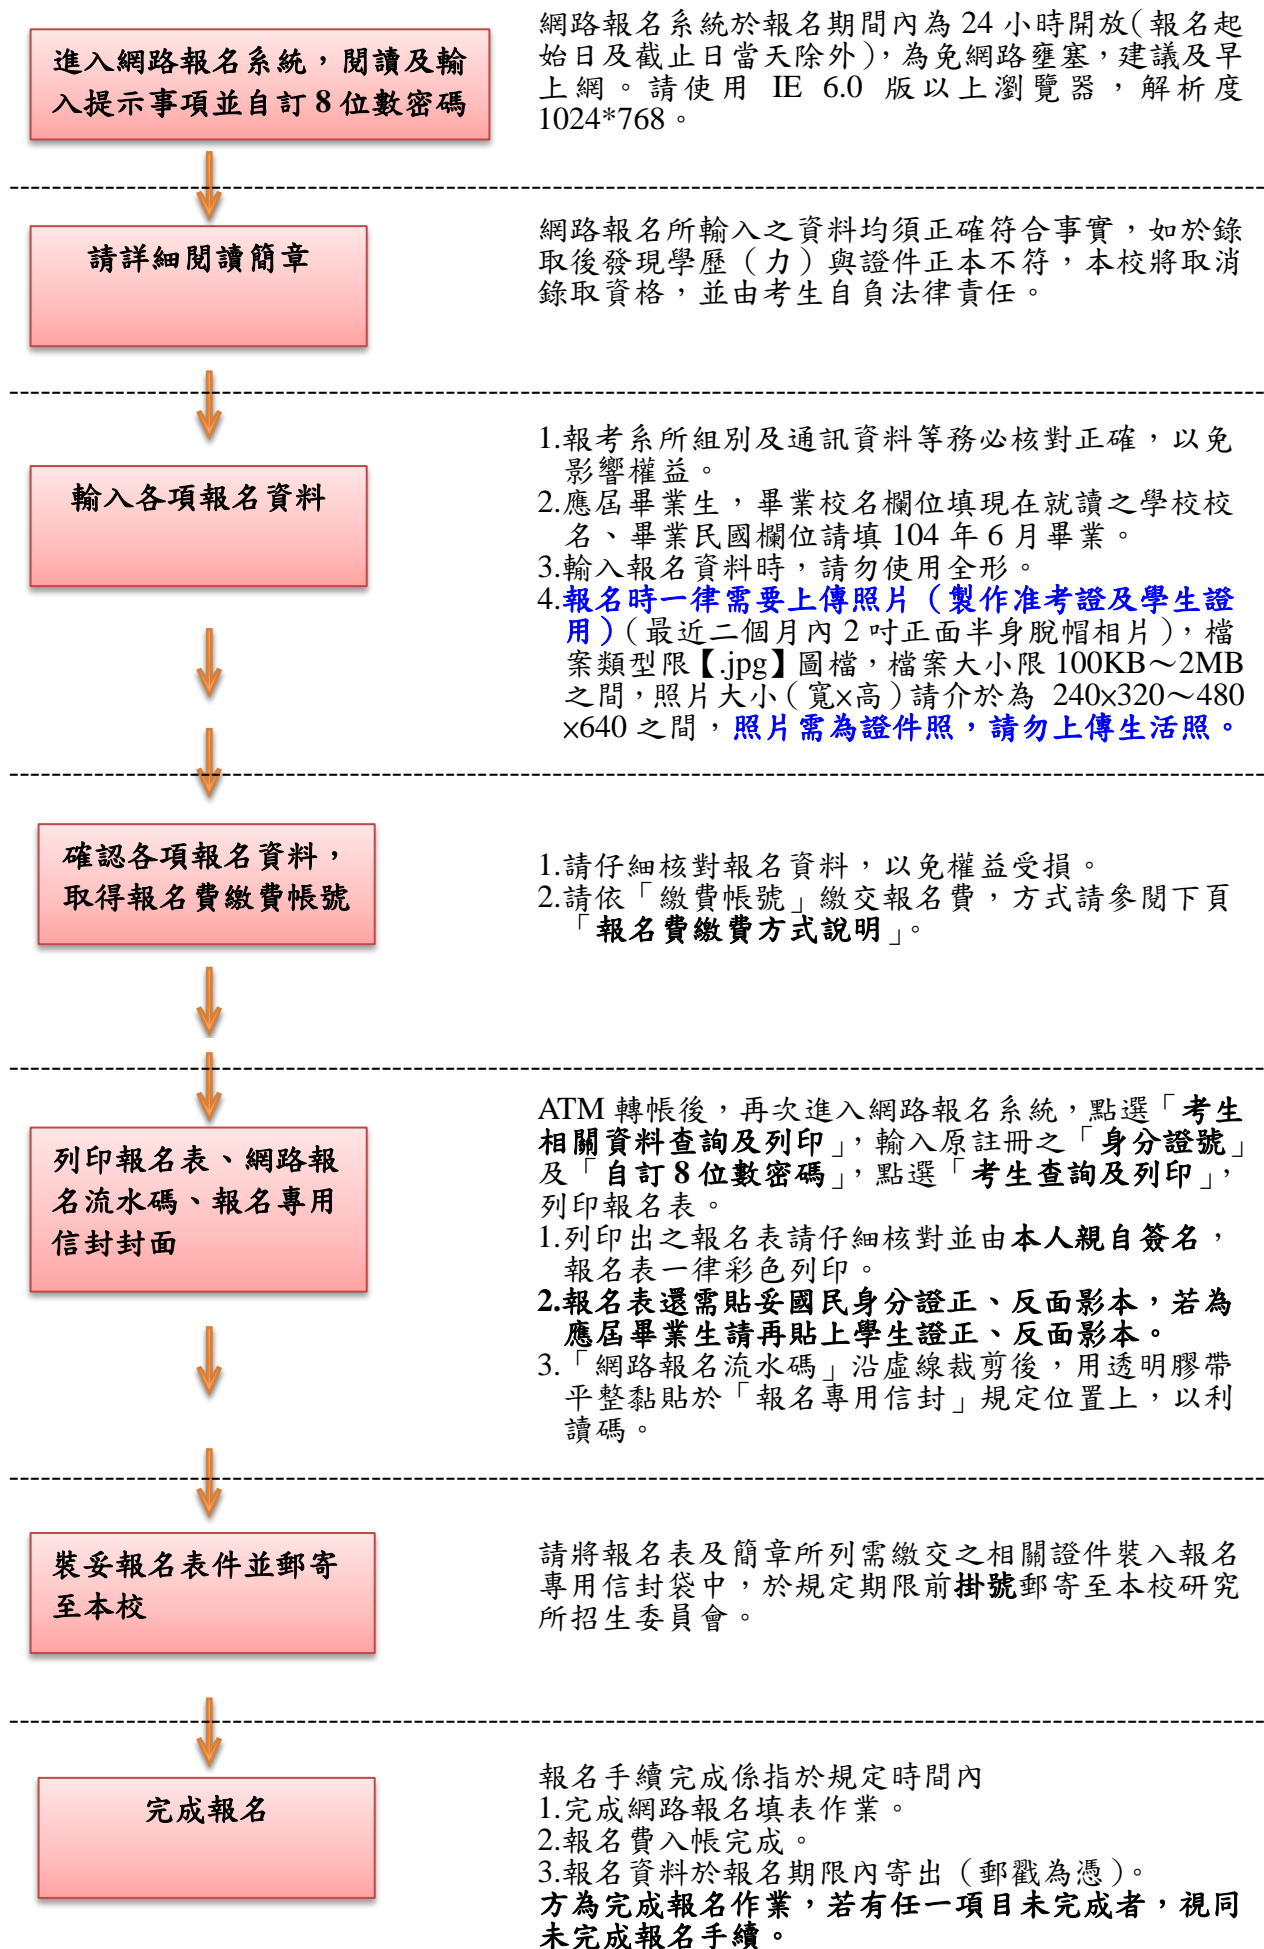 進入網路報名系統，閱讀及輸
入提示事項並自訂 8 位數密碼
網路報名系統於報名期間內為 24 小時開放（報名起
始日及截止日當天除外），為免網路壅塞，建議及早
上網。請使用 IE 6.0 版以上瀏覽器，解析度
1024*768。
請詳細閱讀簡章
網路報名所輸入之資料均須正確符合事實，如於錄
取後發現學歷（力）與證件正本不符，本校將取消
錄取資格，並由考生自負法律責任。
輸入各項報名資料
1.報考系所組別及通訊資料等務必核對正確，以免
影響權益。
2.應屆畢業生，畢業校名欄位填現在就讀之學校校
名、畢業民國欄位請填 104 年 6 月畢業。
3.輸入報名資料時，請勿使用全形。
4.報名時一律需要上傳照片（製作准考證及學生證
用）（最近二個月內 2 吋正面半身脫帽相片），檔
案類型限【.jpg】圖檔，檔案大小限 100KB～2MB
之間，照片大小（寬x高）請介於為 240x320～480
x640 之間，照片需為證件照，請勿上傳生活照。
確認各項報名資料，
取得報名費繳費帳號
1.請仔細核對報名資料，以免權益受損。
2.請依「繳費帳號」繳交報名費，方式請參閱下頁
「報名費繳費方式說明」。
列印報名表、網路報
名流水碼、報名專用
信封封面
ATM 轉帳後，再次進入網路報名系統，點選「考生
相關資料查詢及列印」，輸入原註冊之「身分證號」
及「自訂 8 位數密碼」，點選「考生查詢及列印」，
列印報名表。
1.列印出之報名表請仔細核對並由本人親自簽名，
報名表一律彩色列印。
2.報名表還需貼妥國民身分證正、反面影本，若為
應屆畢業生請再貼上學生證正、反面影本。
3.「網路報名流水碼」沿虛線裁剪後，用透明膠帶
平整黏貼於「報名專用信封」規定位置上，以利
讀碼。
裝妥報名表件並郵寄
至本校
請將報名表及簡章所列需繳交之相關證件裝入報名
專用信封袋中，於規定期限前掛號郵寄至本校研究
所招生委員會。
完成報名
報名手續完成係指於規定時間內
1.完成網路報名填表作業。
2.報名費入帳完成。
3.報名資料於報名期限內寄出（郵戳為憑）。
方為完成報名作業，若有任一項目未完成者，視同
未完成報名手續。